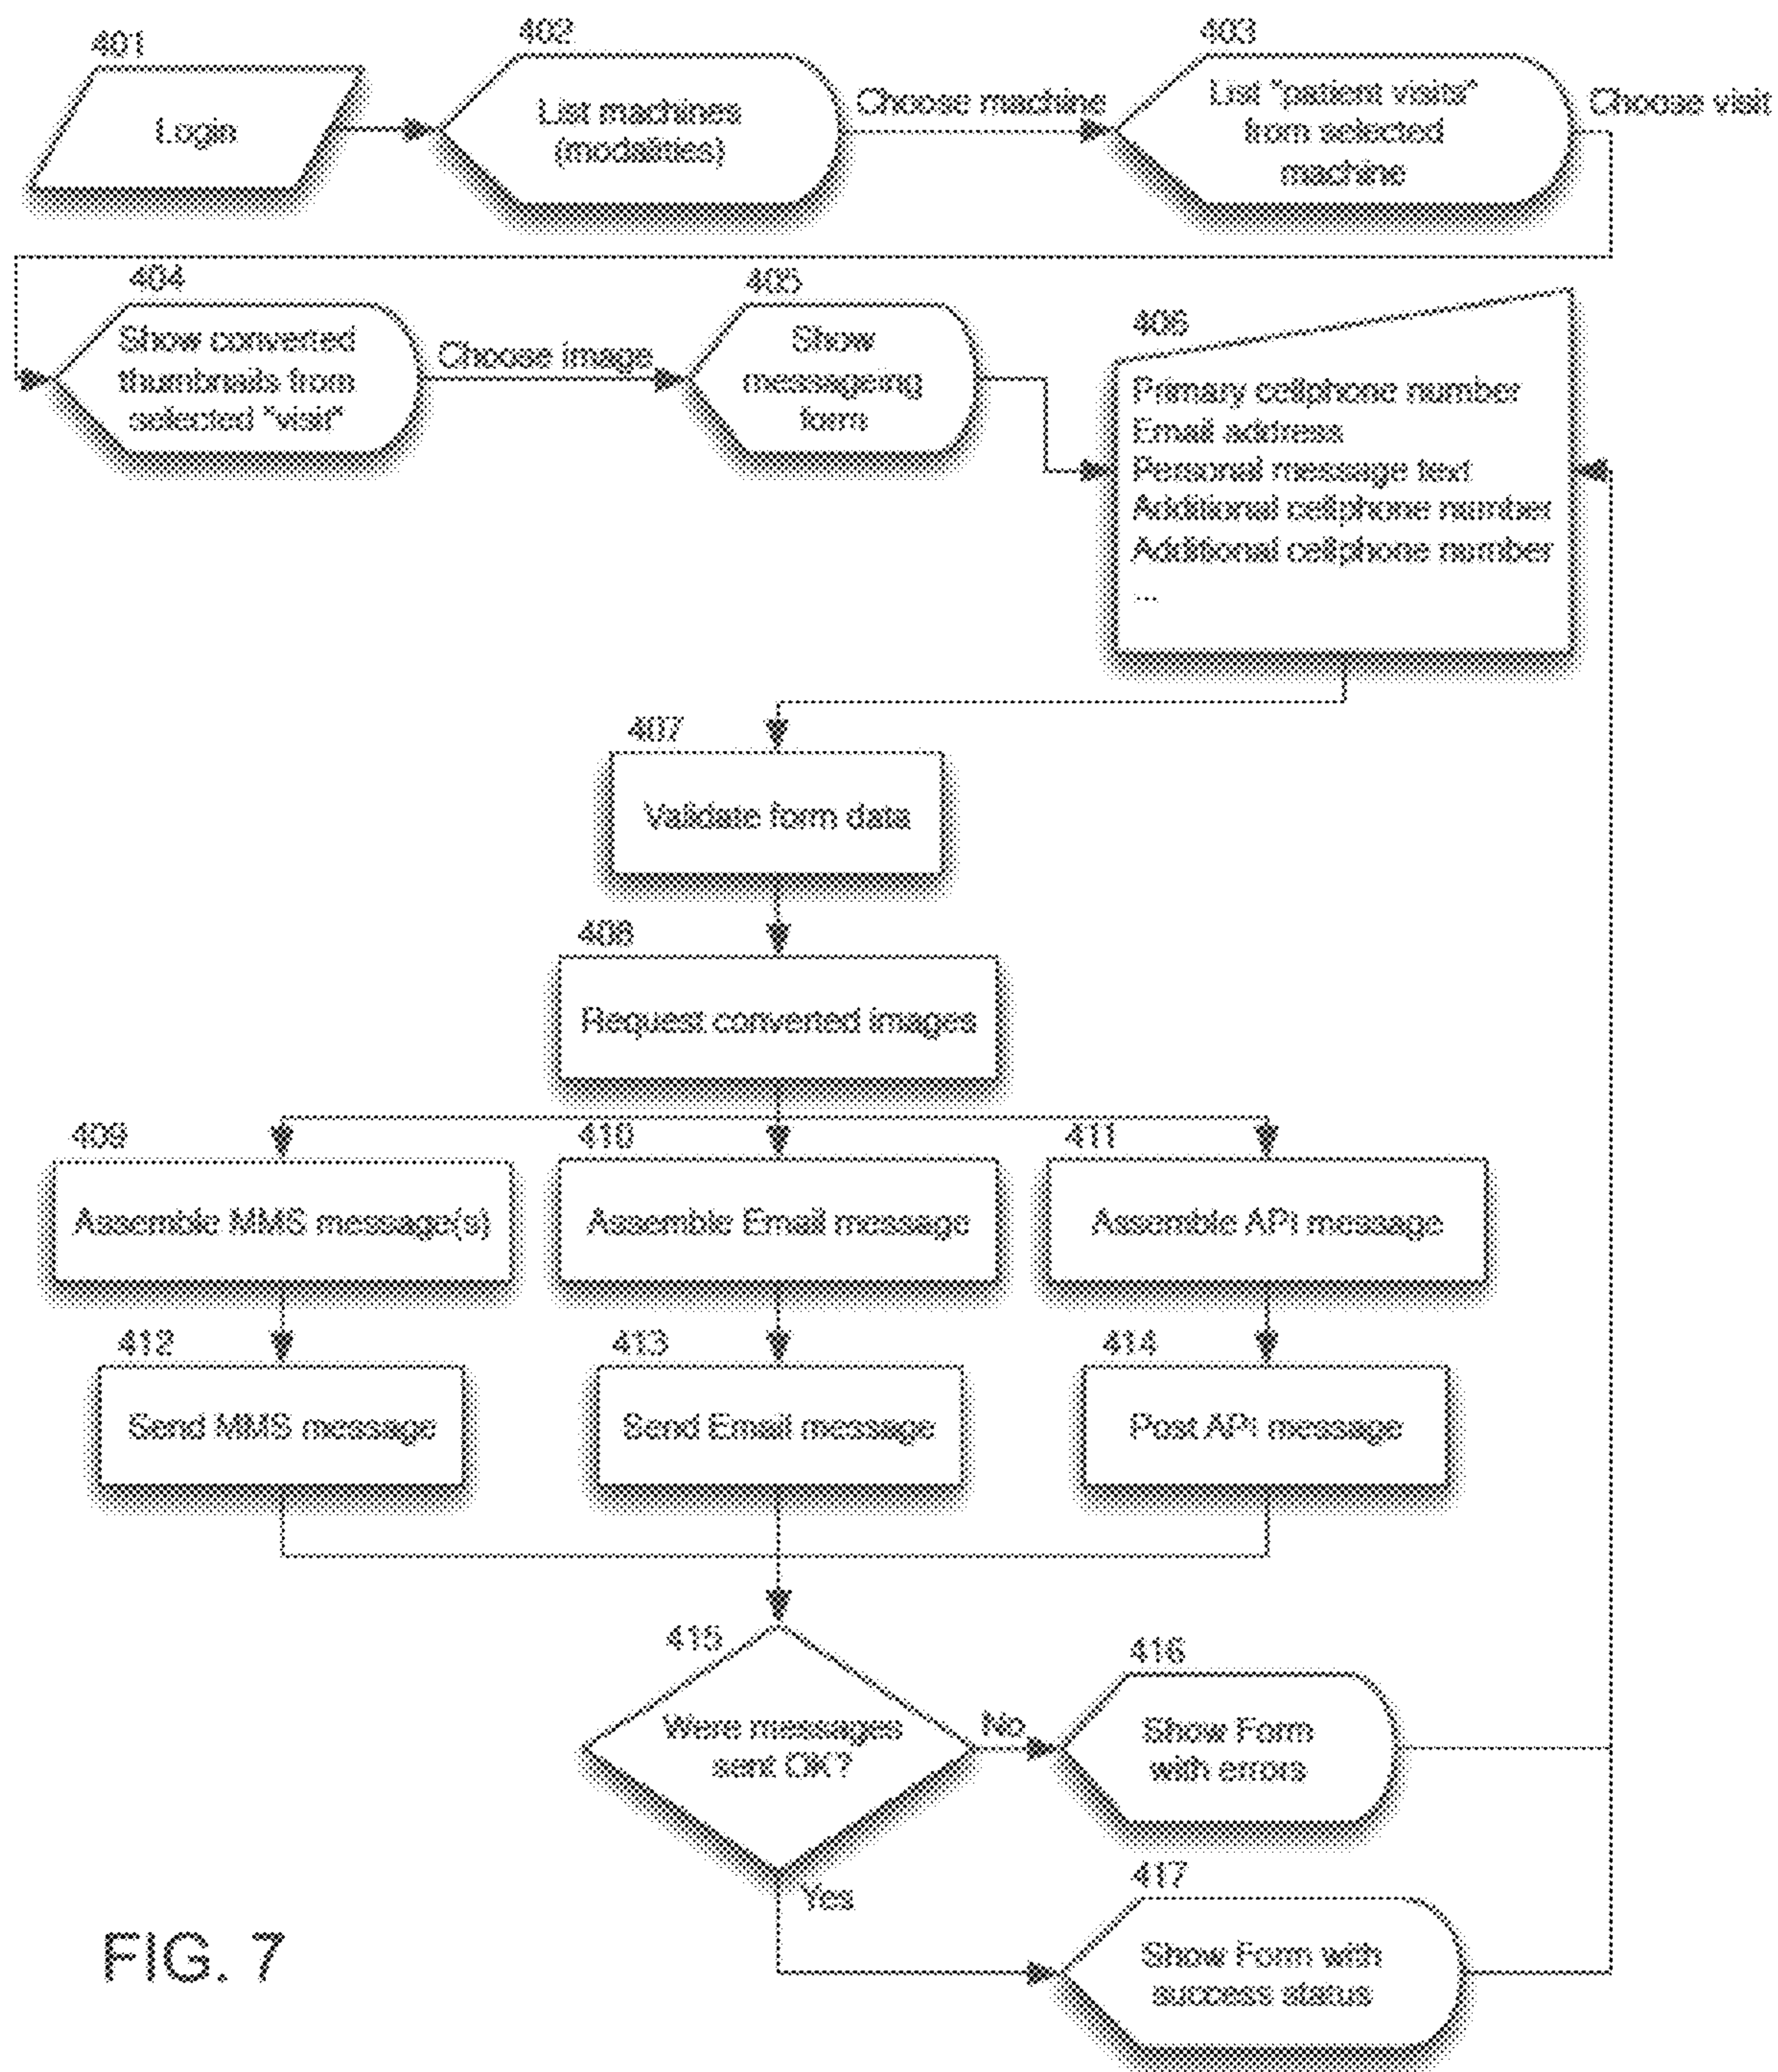 401
Login
402
List machines
(modalities)
Choose machine
403
List "patient visits"
from selected
machine
Choose visit
404
Show converted
thumbnails from
selected "visit"
Choose image
405
Show
messageing
form
406
Primary cellphone number
Email address
Personal message text
Additional cellphone number
Additional cellphone number
...
407
Validate form data
408
Request converted images
409
Assemble MMS message(s)
410
Assemble Email message
411
Assemble API message
412
Send MMS message
413
Send Email message
414
Post API message
415
Were messages
sent OK?
No
416
Show Form
with errors
Yes
417
Show Form with
success status
FIG. 7